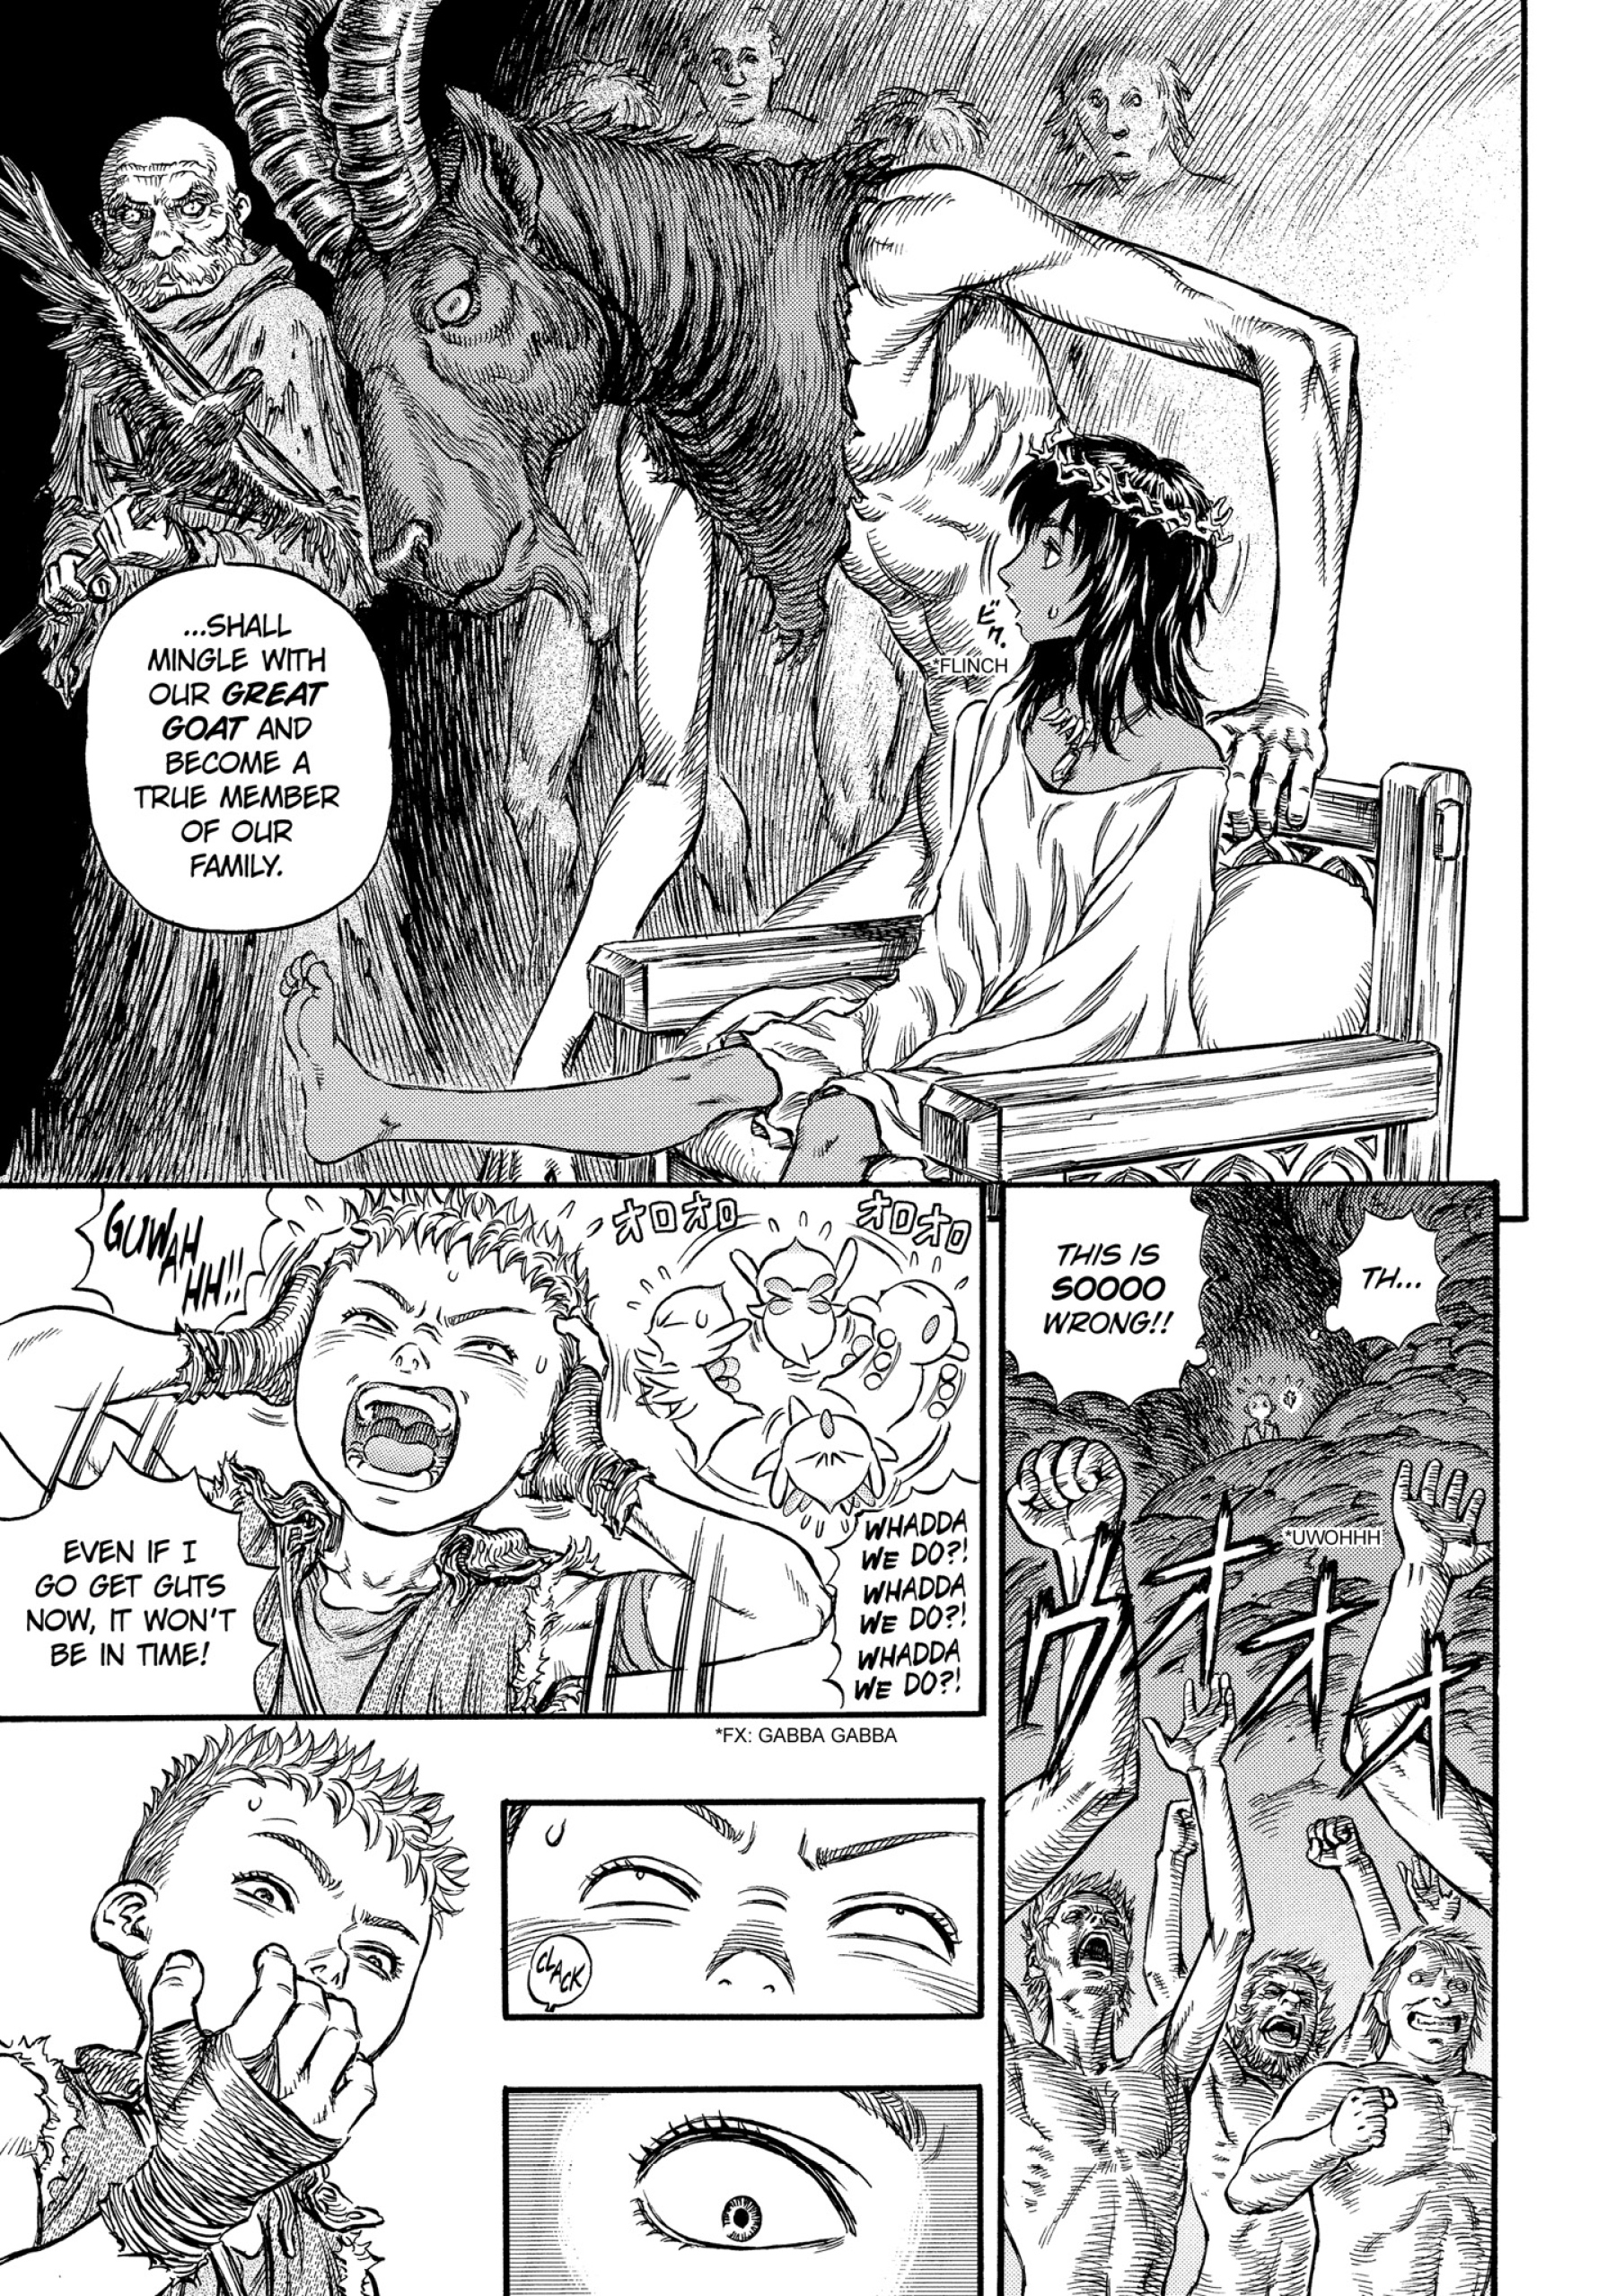 ...SHALL
MINGLE WITH
OUR GREAT
GOAT AND
BECOME A
TRUE MEMBER
OF OUR
FAMILY.
ビク.
*FLINCH
TH...
THIS IS
SOOOO
WRONG!!
*UWOHHH
ウオオオオ
オロオロ
オロオロ
GUWAH
HH!!
WHADDA
WE DO?!
WHADDA
WE DO?!
WHADDA
WE DO?!
EVEN IF I
GO GET GUTS
NOW, IT WON'T
BE IN TIME!
*FX: GABBA GABBA
CLACK